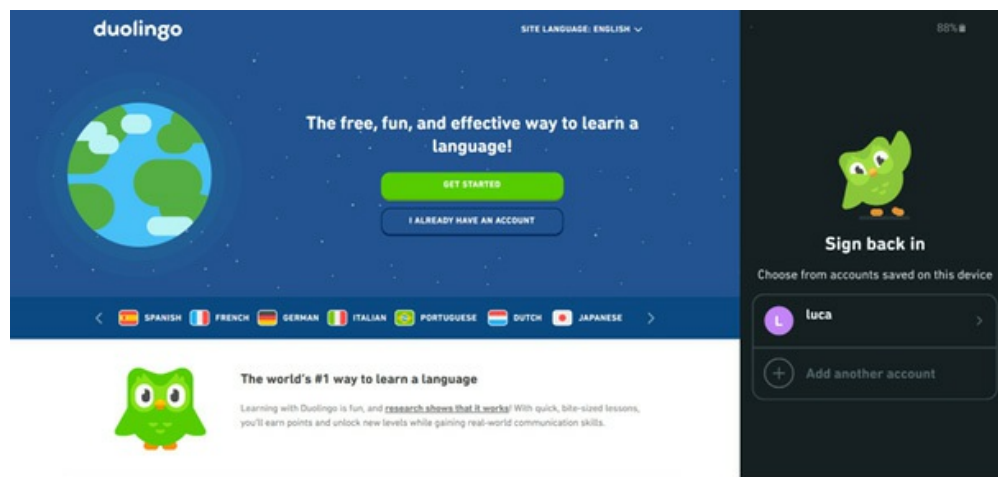 duolingo
SITE LANGUAGE: ENGLISH
The free, fun, and effective way to learn a
language!
GET STARTED
I ALREADY HAVE AN ACCOUNT
SPANISH FRENCH GERMAN ITALIAN PORTUGUESE DUTCH JAPANESE
The world's #1 way to learn a language
Learning with Duolingo is fun, and research shows that it works! With quick, bite-sized lessons,
you'll earn points and unlock new levels while gaining real-world communication skills.
88%
Sign back in
Choose from accounts saved on this device
L luca
Add another account